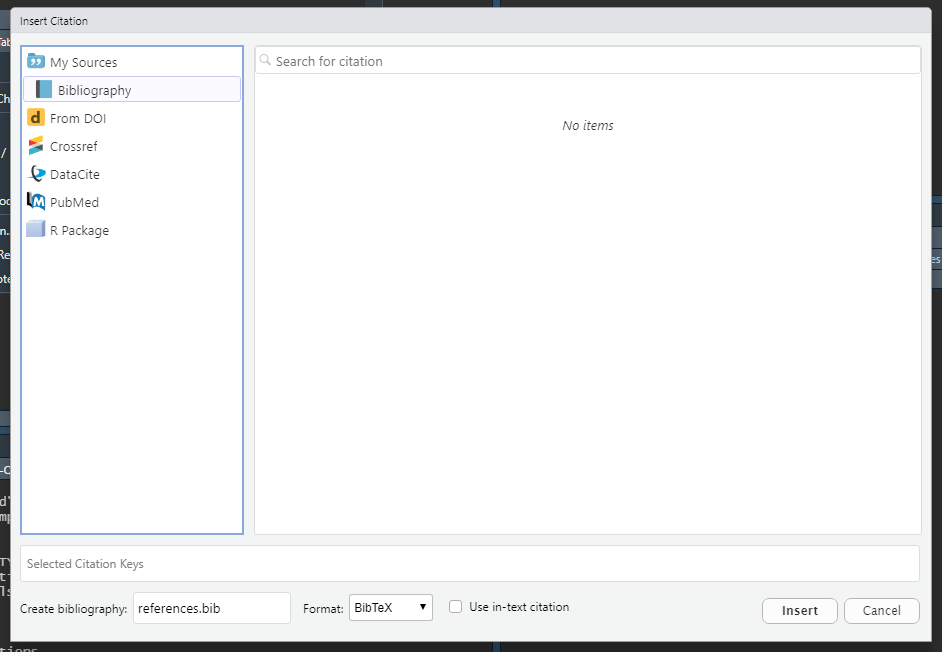 Insert Citation
My Sources
Bibliography
From DOI
Crossref
DataCite
PubMed
R Package
Search for citation
No items
Selected Citation Keys
Create bibliography: references.bib Format: BibTeX Use in-text citation Insert Cancel